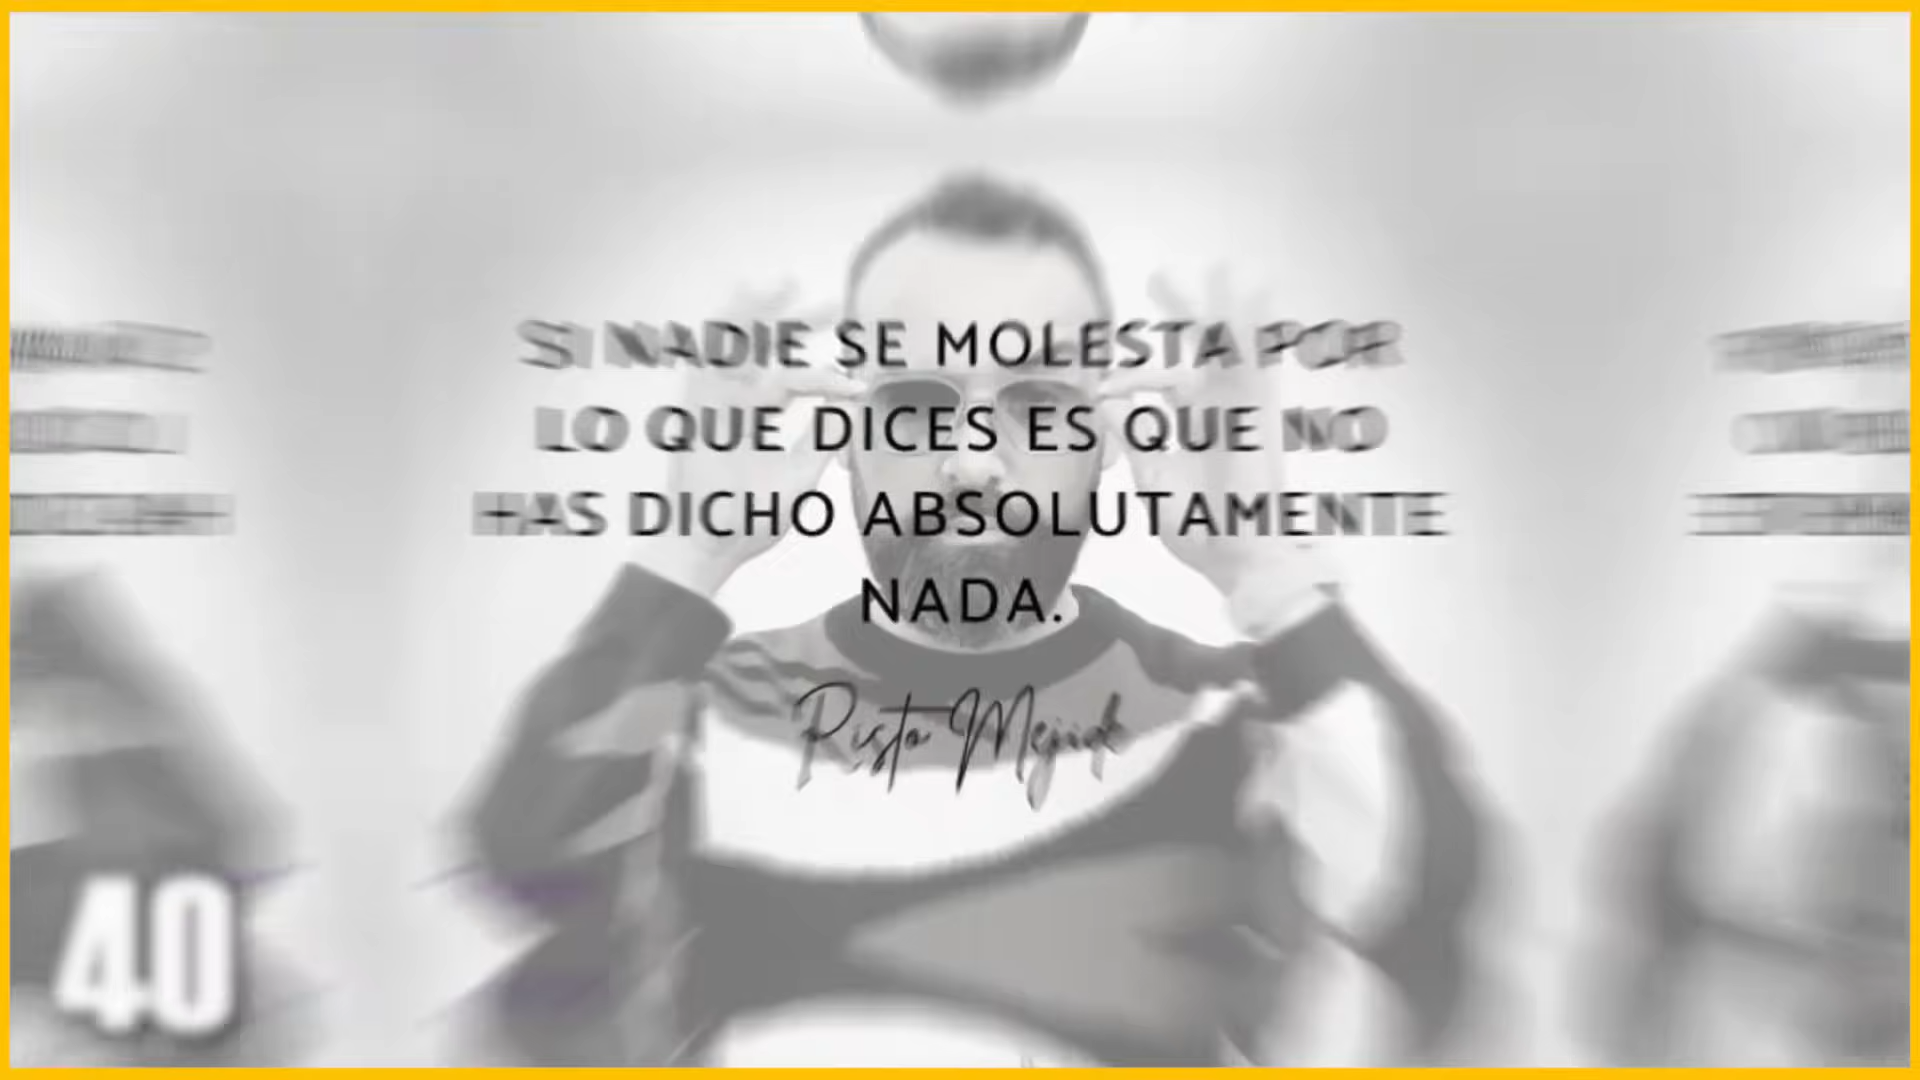 SI NADIE SE MOLESTA POR
LO QUE DICES ES QUE NO
HAS DICHO ABSOLUTAMENTE
NADA.
Risto Mejide
40